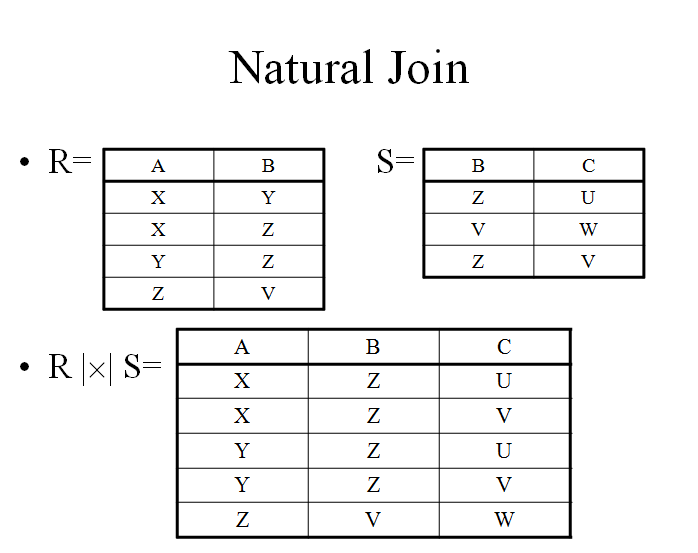 Natural Join
• R= S=
A B B C
X Y Z U
X Z V W
Y Z Z V
Z V
• R |×| S=
A B C
X Z U
X Z V
Y Z U
Y Z V
Z V W